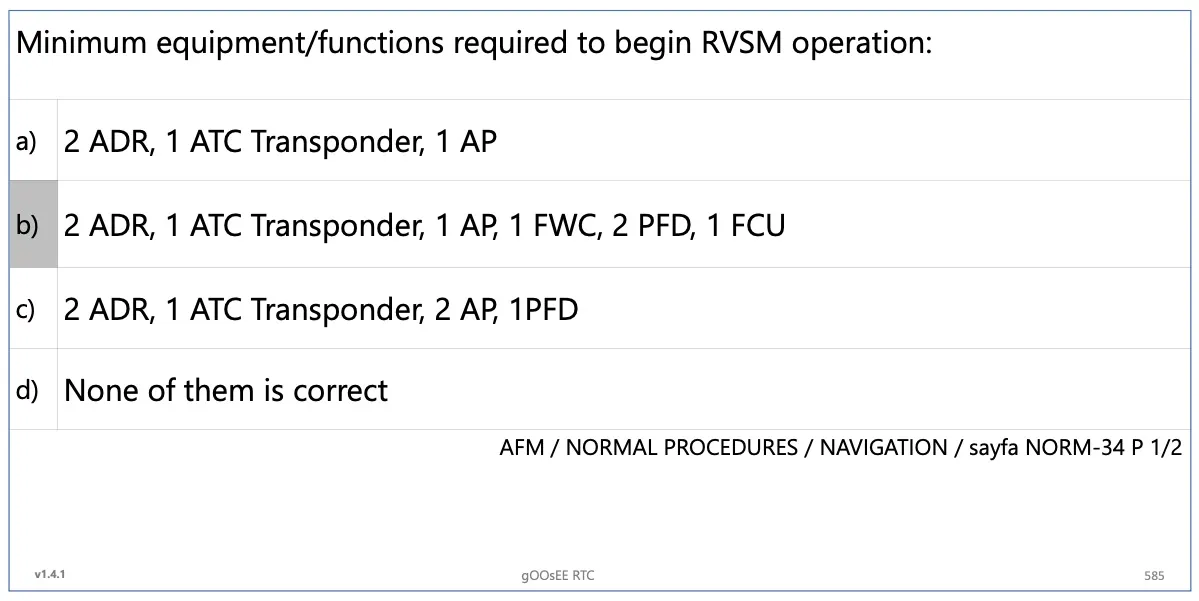 Minimum equipment/functions required to begin RVSM operation:
a) 2 ADR, 1 ATC Transponder, 1 AP
b) 2 ADR, 1 ATC Transponder, 1 AP, 1 FWC, 2 PFD, 1 FCU
c) 2 ADR, 1 ATC Transponder, 2 AP, 1PFD
d) None of them is correct
AFM / NORMAL PROCEDURES / NAVIGATION / sayfa NORM-34 P 1/2
v1.4.1 gOOsEE RTC 585